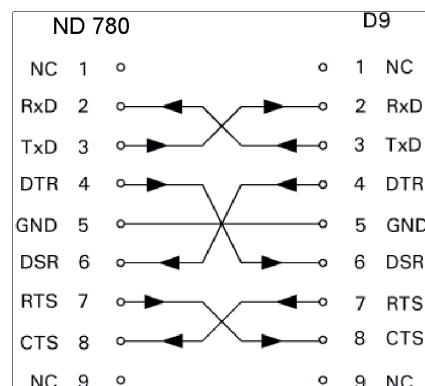 ND 780 D9
NC 1 1 NC
RxD 2 2 RxD
TxD 3 3 TxD
DTR 4 4 DTR
GND 5 5 GND
DSR 6 6 DSR
RTS 7 7 RTS
CTS 8 8 CTS
NC 9 9 NC